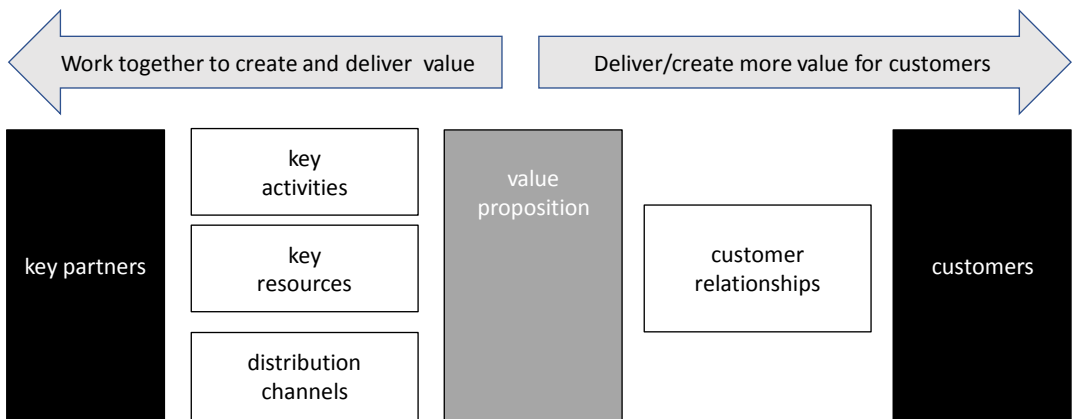 Work together to create and deliver value
Deliver/create more value for customers
key partners
key
activities
key
resources
distribution
channels
value
proposition
customer
relationships
customers